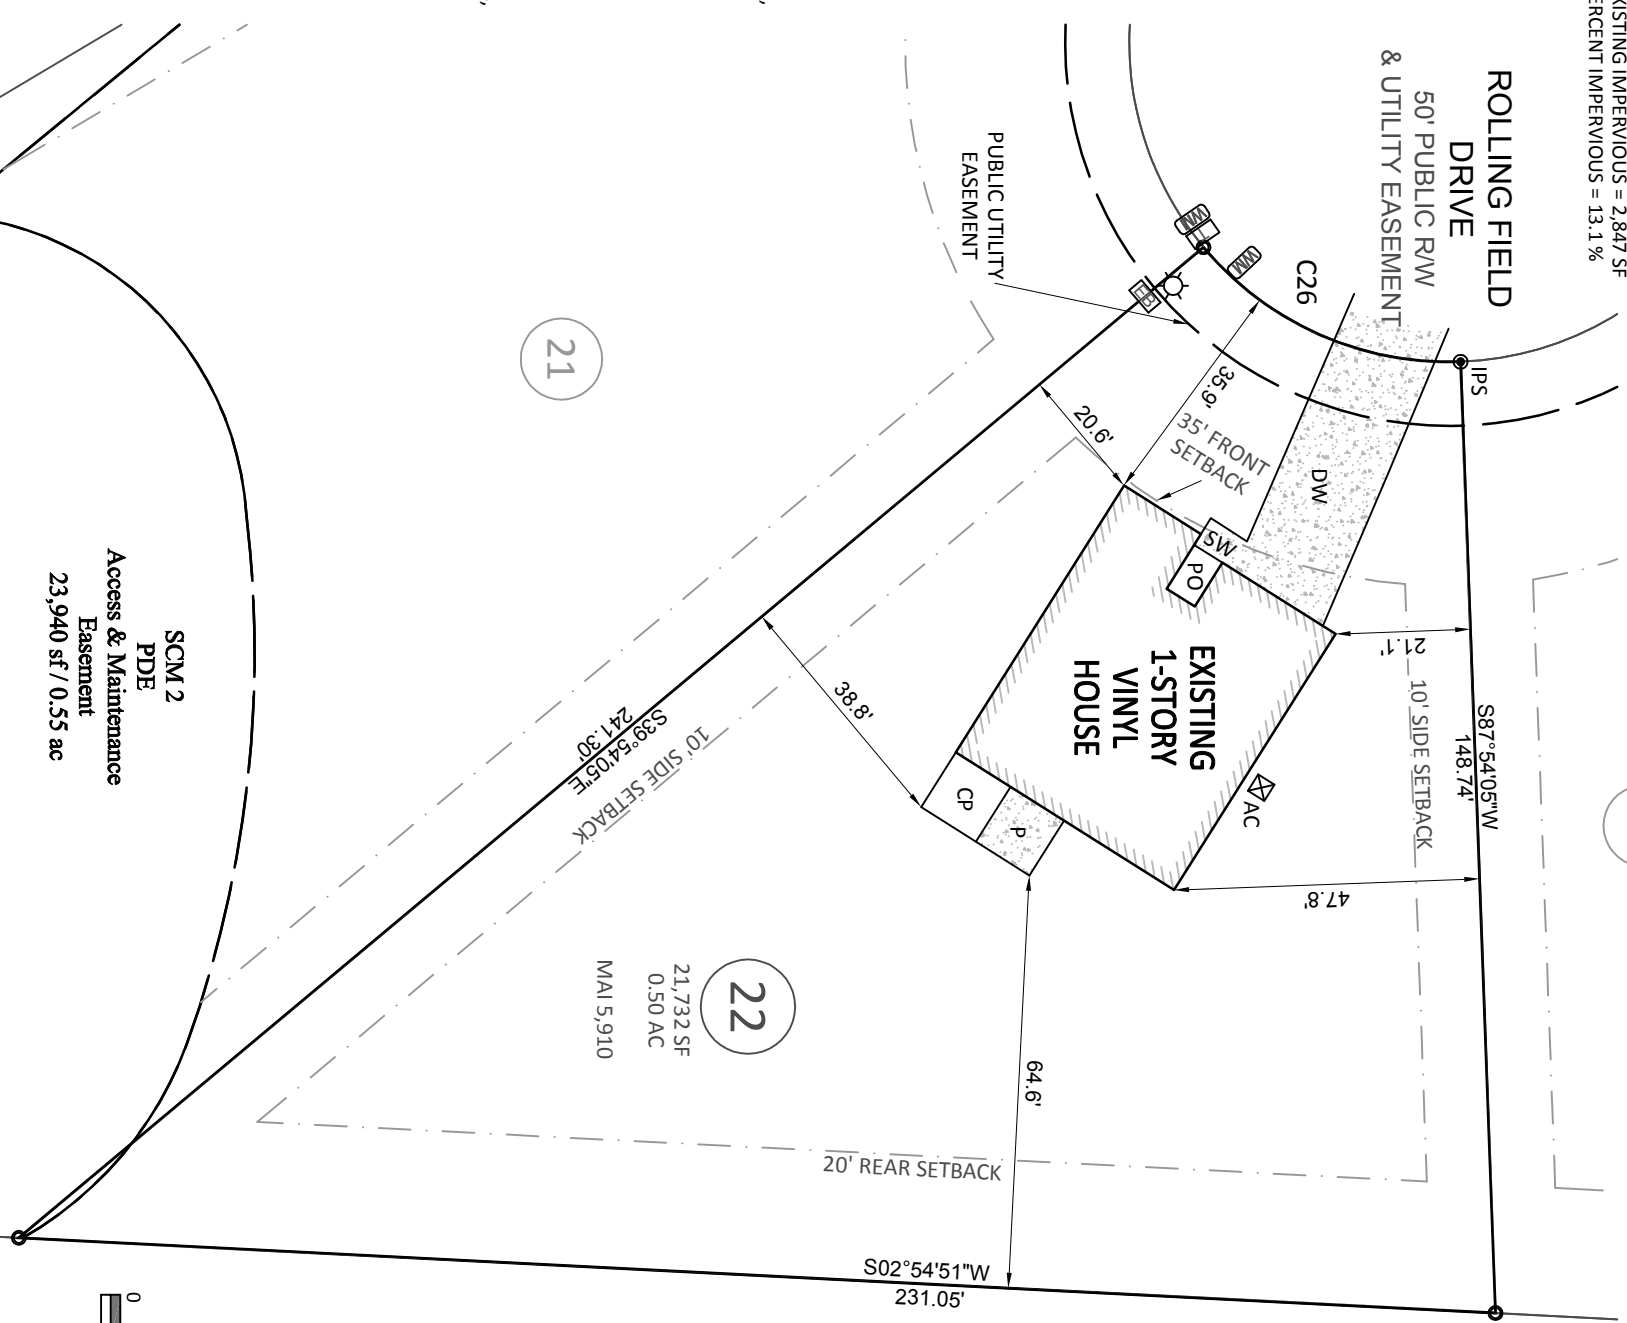 XISTING IMPERVIOUS = 2,847 SF
ERCENT IMPERVIOUS = 13.1 %
ROLLING FIELD
DRIVE
50' PUBLIC R/W
& UTILITY EASEMENT
PUBLIC UTILITY
EASEMENT
C26
IPS
WM
WM
EB
35.9'
20.6'
35' FRONT
SETBACK
DW
SW
PO
EXISTING
1-STORY
VINYL
HOUSE
21.1'
10' SIDE SETBACK
S87°54'05"W
148.74'
AC
47.8'
CP
P
38.8'
S39°54'05"E
241.30'
10' SIDE SETBACK
21
22
21,732 SF
0.50 AC
MAI 5,910
64.6'
20' REAR SETBACK
S02°54'51"W
231.05'
SCM 2
PDE
Access & Maintenance
Easement
23,940 sf / 0.55 ac
0